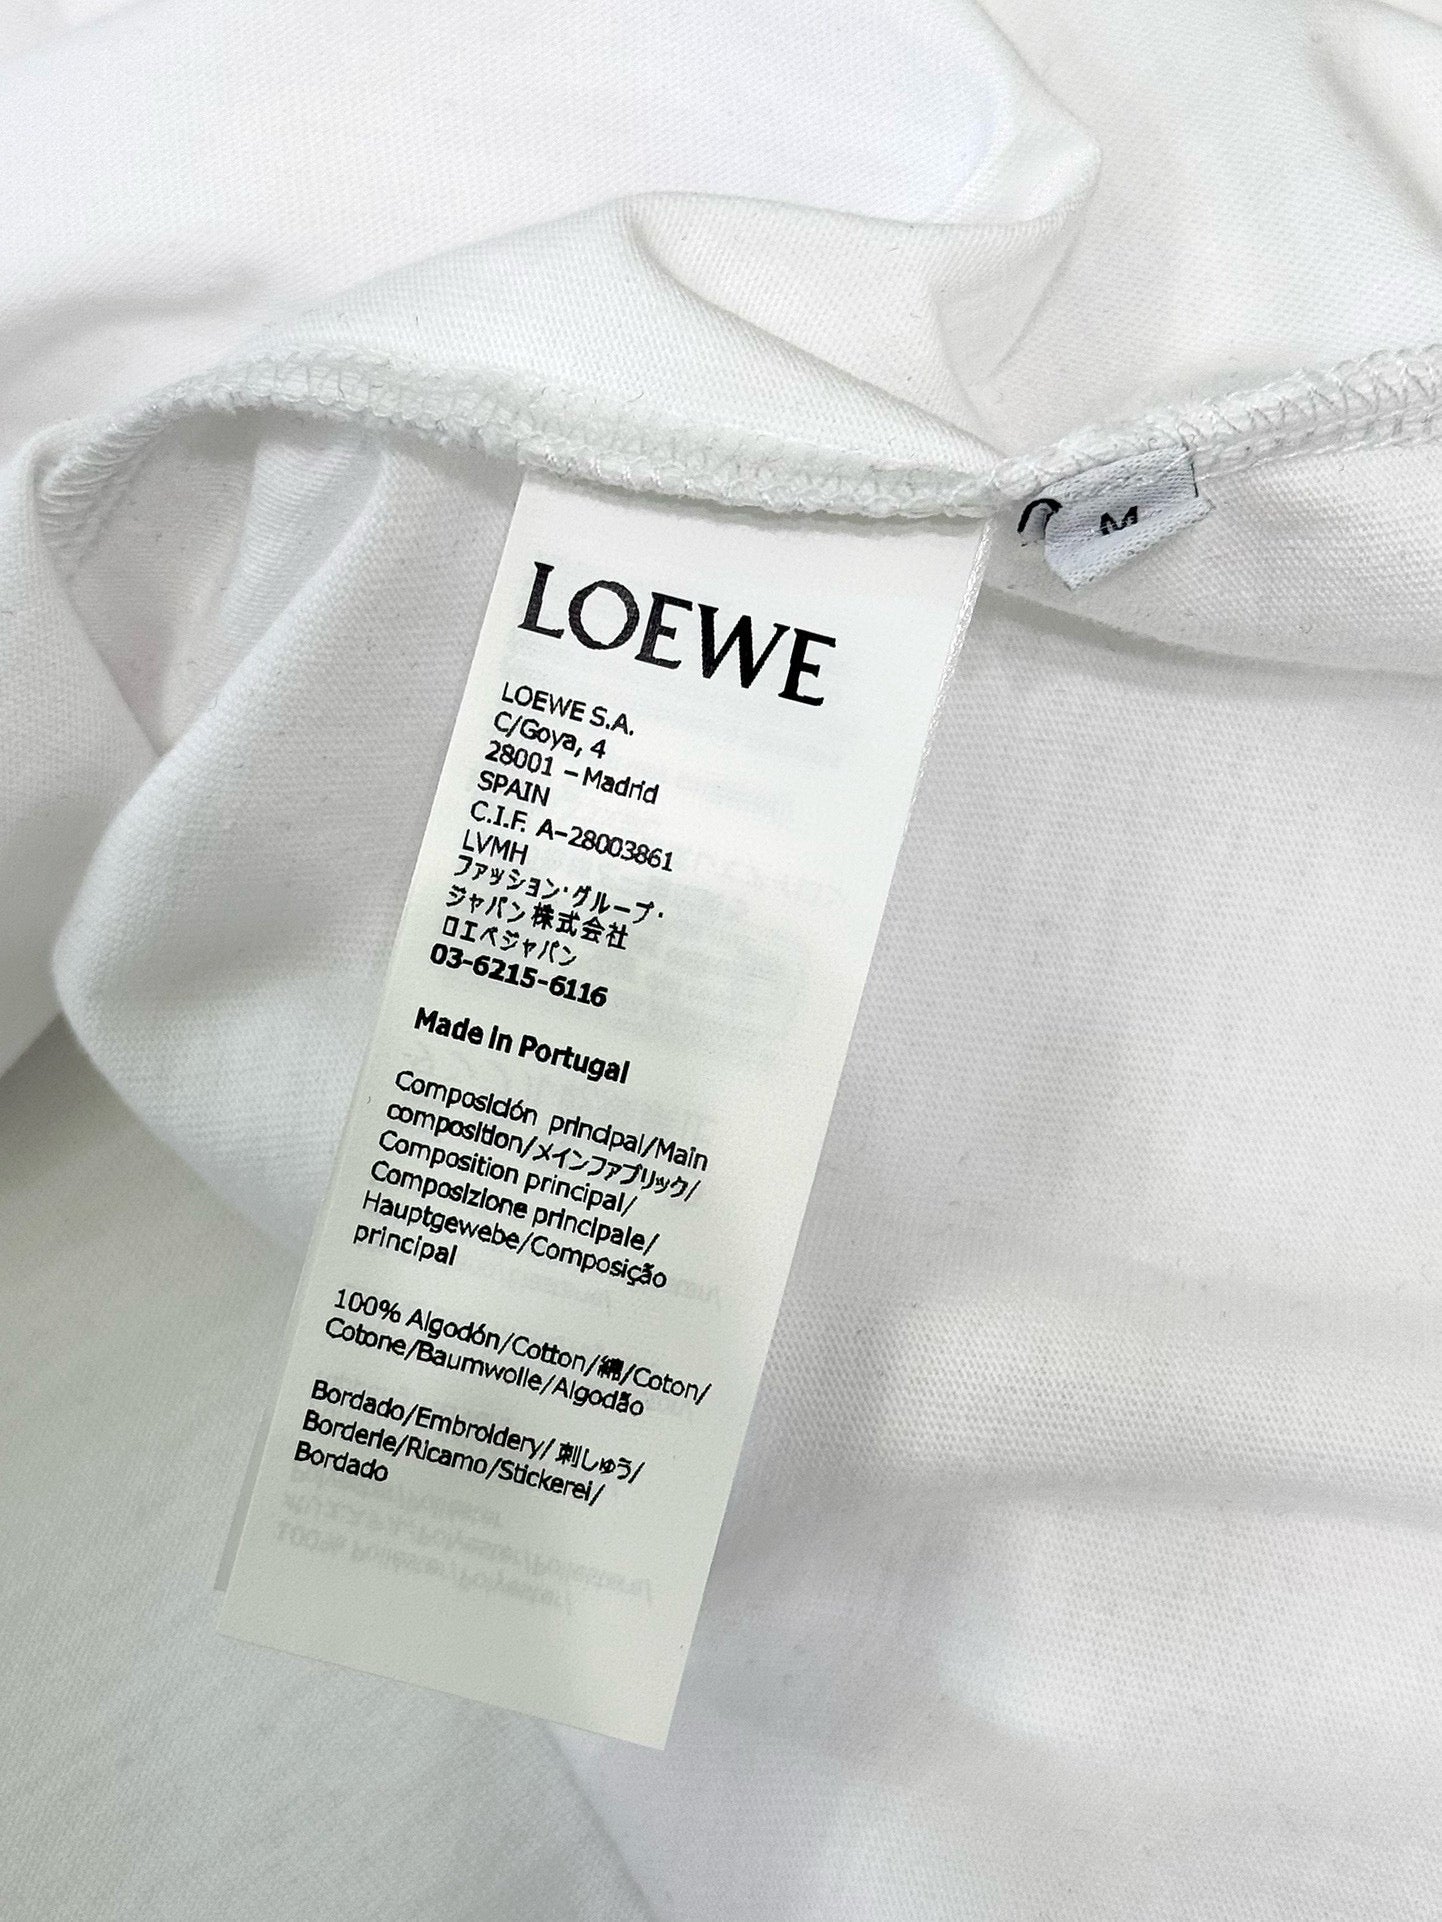 LOEWE
LOEWE S.A.
C/Goya, 4
28001 – Madrid
SPAIN
C.I.F. A–28003861
LVMH
ファッション・グループ・
ジャパン株式会社
ロエベジャパン
03-6215-6116
Made in Portugal
Composición principal/Main
composition/メインファブリック/
Composition principal/
Composizione principale/
Hauptgewebe/Composição
principal
100% Algodón/Cotton/綿/Coton/
Cotone/Baumwolle/Algodão
Bordado/Embroidery/刺しゅう/
Borderie/Ricamo/Stickerei/
Bordado
M